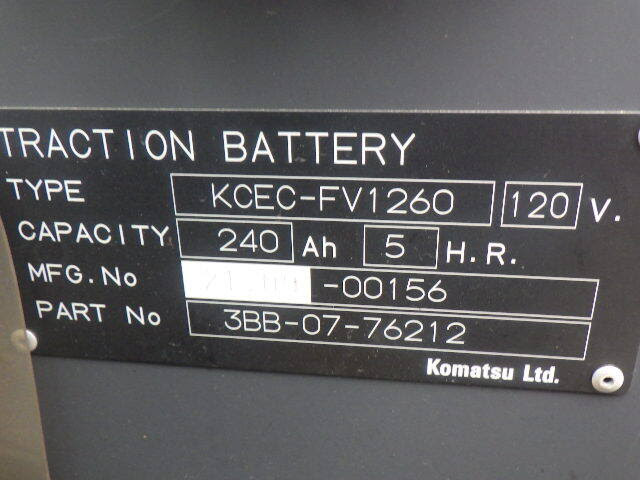 TRACTION BATTERY
TYPE KCEC-FV1260 120 V.
CAPACITY 240 Ah 5 H.R.
MFG.No -00156
PART No 3BB-07-76212
Komatsu Ltd.